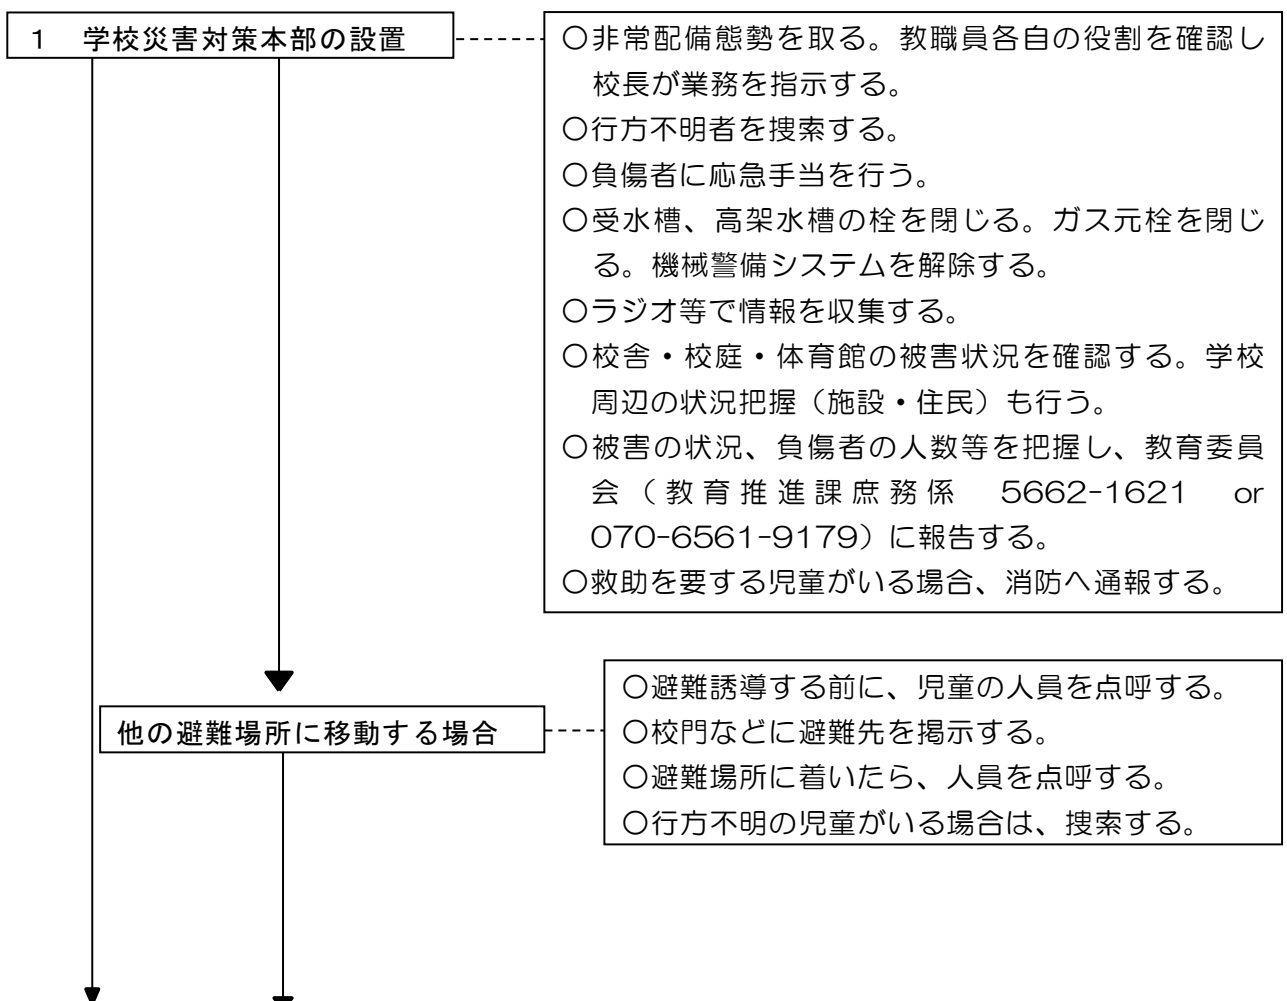 1 学校災害対策本部の設置
〇非常配備態勢を取る。教職員各自の役割を確認し
校長が業務を指示する。
〇行方不明者を捜索する。
〇負傷者に応急手当を行う。
〇受水槽、高架水槽の栓を閉じる。ガス元栓を閉じ
る。機械警備システムを解除する。
〇ラジオ等で情報を収集する。
〇校舎・校庭・体育館の被害状況を確認する。学校
周辺の状況把握（施設・住民）も行う。
〇被害の状況、負傷者の人数等を把握し、教育委員
会（教育推進課庶務係 5662-1621 or
070-6561-9179）に報告する。
〇救助を要する児童がいる場合、消防へ通報する。
他の避難場所に移動する場合
〇避難誘導する前に、児童の人員を点呼する。
〇校門などに避難先を掲示する。
〇避難場所に着いたら、人員を点呼する。
〇行方不明の児童がいる場合は、捜索する。